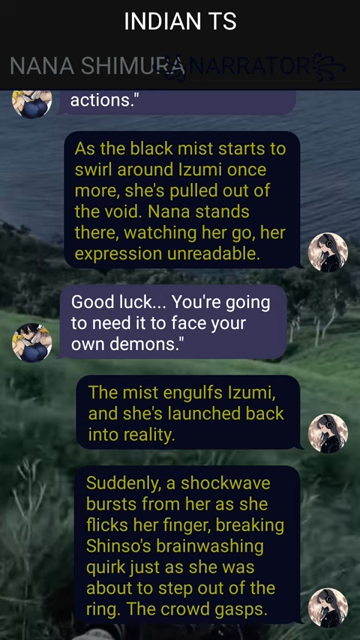 INDIAN TS
NANA SHIMURA
NARRATOR
actions."
As the black mist starts to
swirl around Izumi once
more, she's pulled out of
the void. Nana stands
there, watching her go, her
expression unreadable.
Good luck... You're going
to need it to face your
own demons."
The mist engulfs Izumi,
and she's launched back
into reality.
Suddenly, a shockwave
bursts from her as she
flicks her finger, breaking
Shinso's brainwashing
quirk just as she was
about to step out of the
ring. The crowd gasps.